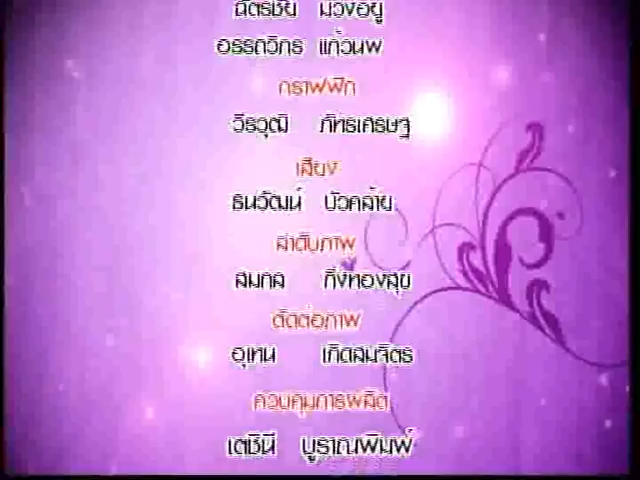 ฉัตรชัย ม่วงอยู่
อรรถวิทร แก้วนพ
กราฟฟิก
วีรวุฒิ ภัทรเศรษฐ
เสียง
ธนวัฒน์ บัวคล้าย
ลำดับภาพ
สมกล กิ่งทองสุข
ตัดต่อภาพ
อุเทน เกิดสมจิตร
ควบคุมการผลิต
เตชินี บูราณพิมพ์